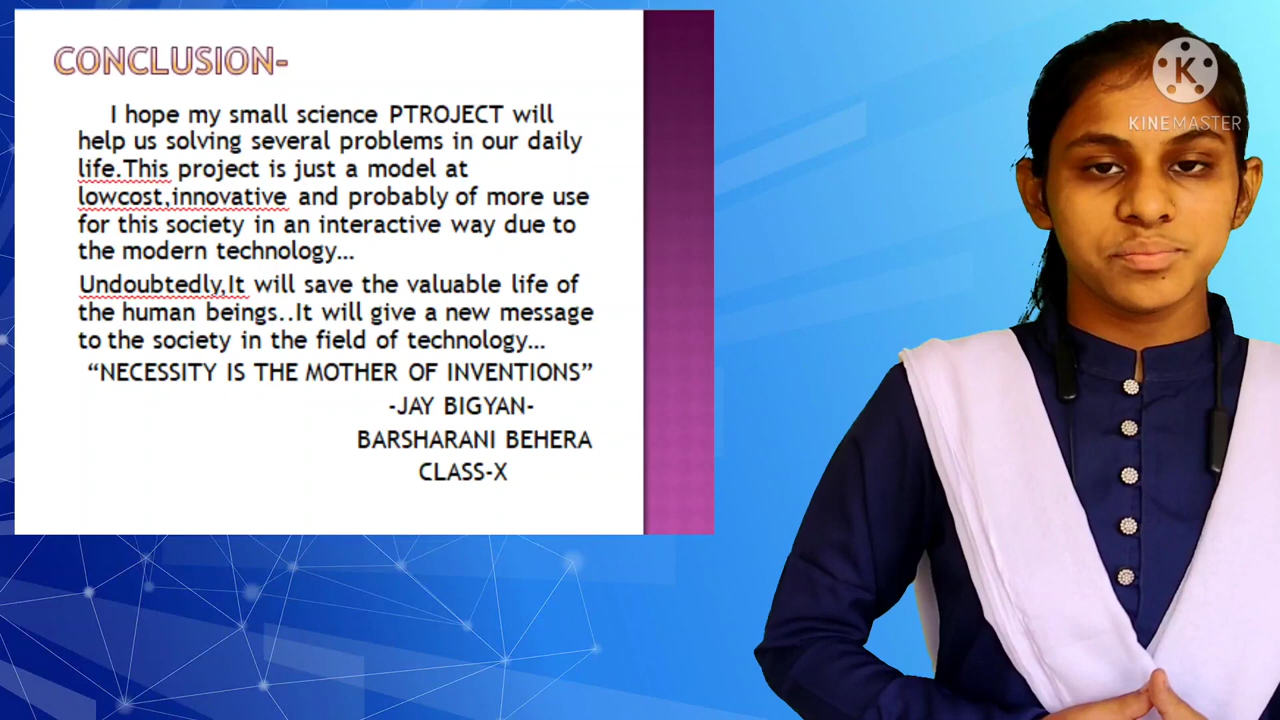 CONCLUSION-
I hope my small science PTROJECT will
help us solving several problems in our daily
life.This project is just a model at
lowcost,innovative and probably of more use
for this society in an interactive way due to
the modern technology...
Undoubtedly,It will save the valuable life of
the human beings..It will give a new message
to the society in the field of technology...
“NECESSITY IS THE MOTHER OF INVENTIONS”
-JAY BIGYAN-
BARSHARANI BEHERA
CLASS-X
K
KINEMASTER